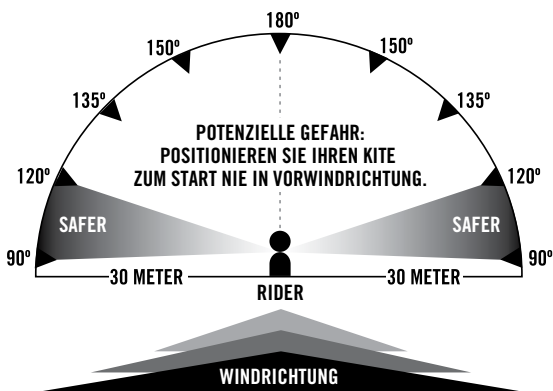 180º
150º 150º
135º 135º
POTENZIELLE GEFAHR:
POSITIONIEREN SIE IHREN KITE
ZUM START NIE IN VORWINDRICHTUNG.
120º 120º
SAFER SAFER
90º 90º
30 METER 30 METER
RIDER
WINDRICHTUNG